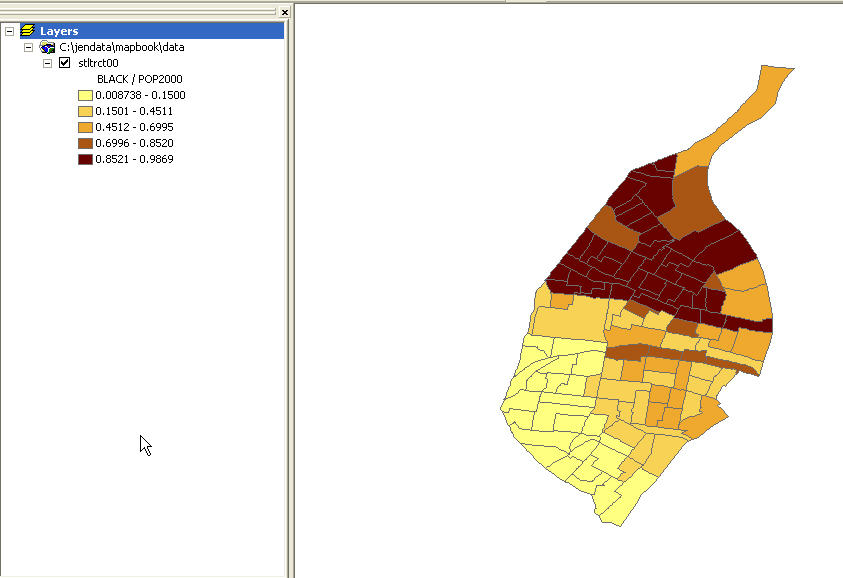 Layers
C:\jendata\mapbook\data
stltrct00
BLACK / POP2000
0.008738 - 0.1500
0.1501 - 0.4511
0.4512 - 0.6995
0.6996 - 0.8520
0.8521 - 0.9869